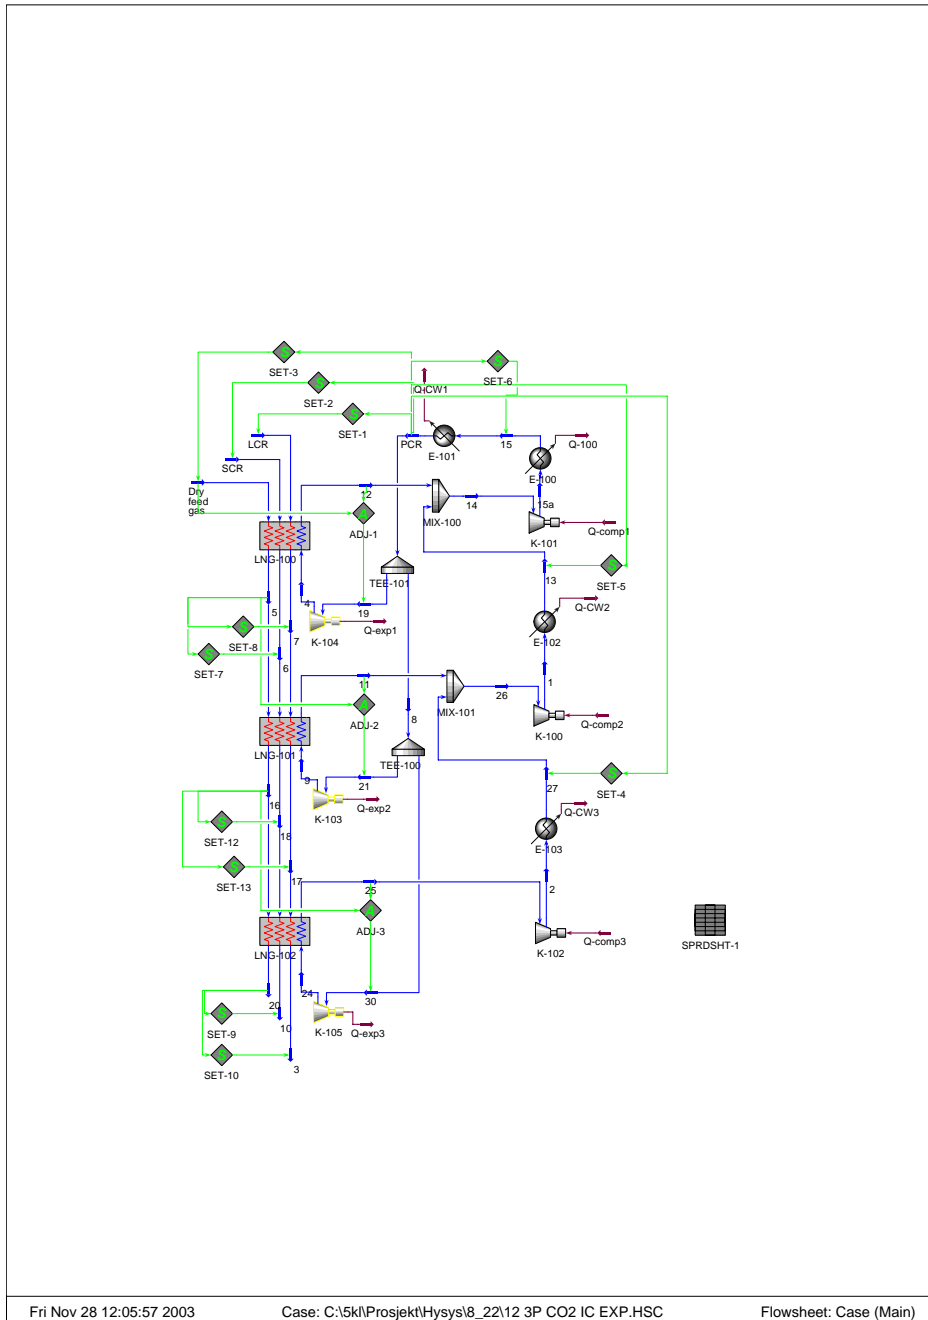 SET-3
SET-6
Q-CW1
SET-2
SET-1
LCR
PCR
E-101
15
Q-100
SCR
E-100
Dry
feed
gas
12
14
15a
MIX-100
K-101
Q-comp1
ADJ-1
LNG-100
TEE-101
13
SET-5
5
4
19
Q-CW2
K-104
Q-exp1
7
SET-8
E-102
6
SET-7
11
26
1
MIX-101
ADJ-2
8
K-100
Q-comp2
LNG-101
TEE-100
9
21
27
SET-4
16
K-103
Q-exp2
Q-CW3
SET-12
18
E-103
SET-13
17
25
2
ADJ-3
K-102
Q-comp3
SPRDSHT-1
LNG-102
20
24
30
SET-9
10
K-105
Q-exp3
SET-10
3
Fri Nov 28 12:05:57 2003
Case: C:\5kl\Prosjekt\Hysys\8_22\12 3P CO2 IC EXP.HSC
Flowsheet: Case (Main)